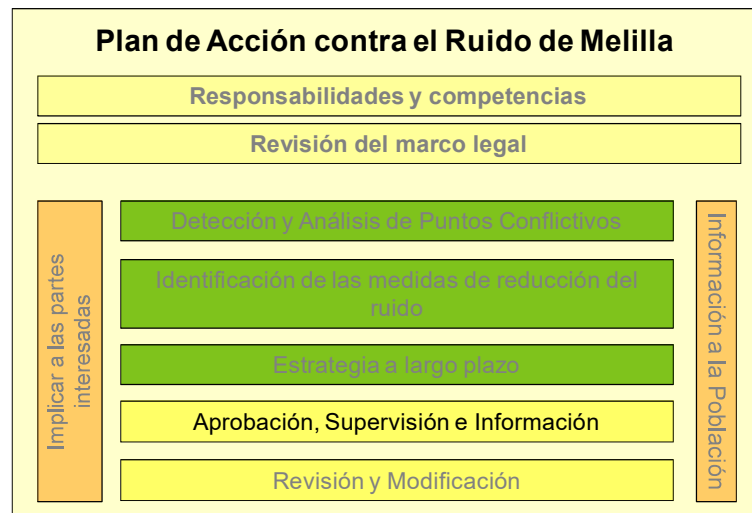 Plan de Acción contra el Ruido de Melilla
Responsabilidades y competencias
Revisión del marco legal
Implicar a las partes
interesadas
Detección y Análisis de Puntos Conflictivos
Identificación de las medidas de reducción del
ruido
Estrategia a largo plazo
Aprobación, Supervisión e Información
Revisión y Modificación
Información a la Población